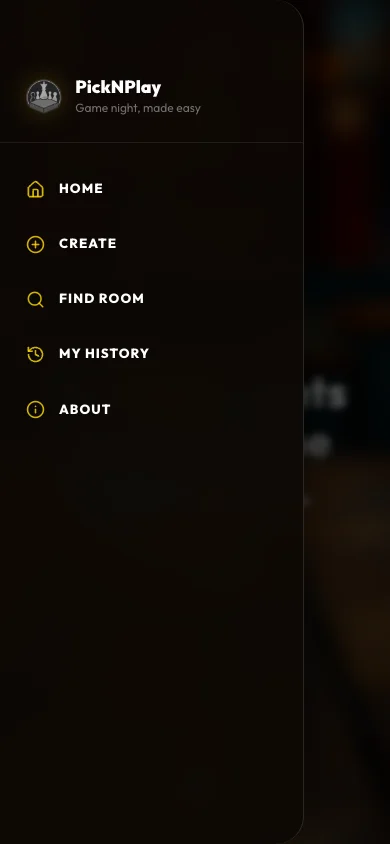 PickNPlay
Game night, made easy
HOME
CREATE
FIND ROOM
MY HISTORY
ABOUT